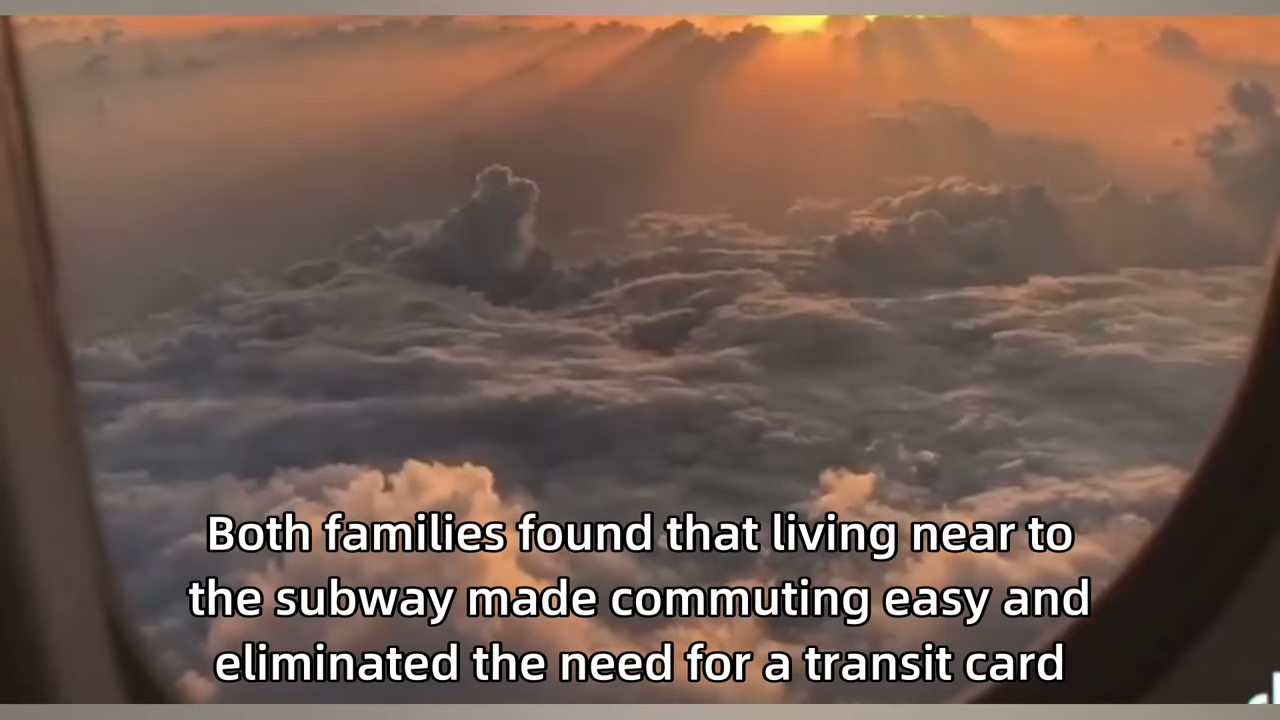 Both families found that living near to
the subway made commuting easy and
eliminated the need for a transit card